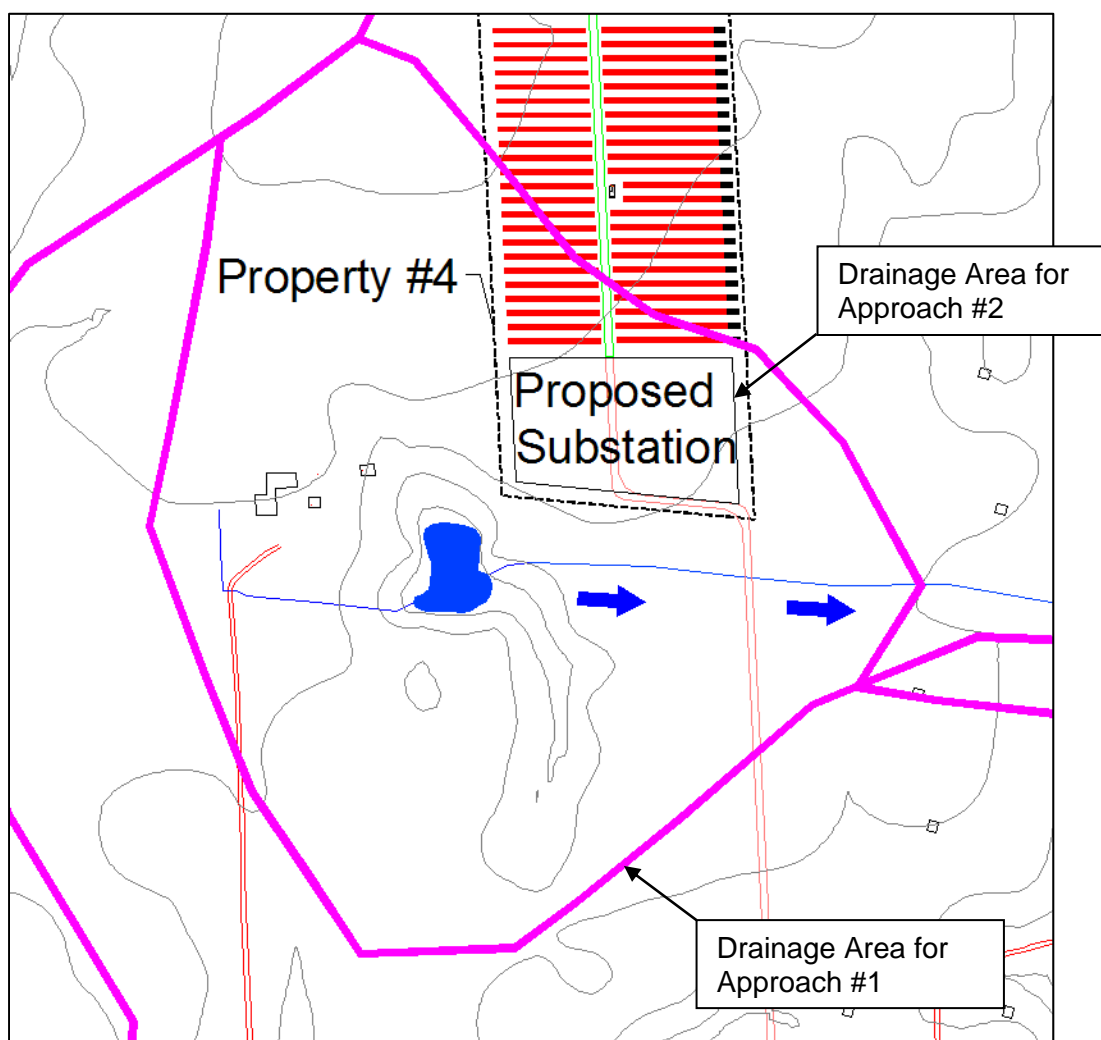 Property #4
Drainage Area for
Approach #2
Proposed
Substation
Drainage Area for
Approach #1